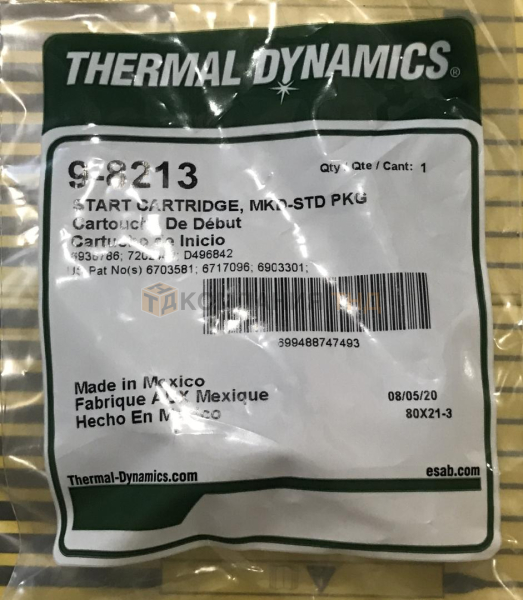 THERMAL DYNAMICS®
9-8213
Qty / Qte / Cant: 1
START CARTRIDGE, MKD-STD PKG
Cartouche De Début
Cartucho de Inicio
D496842
US Pat No(s) 6703581; 6717096; 6903301;
КОМПАНИЯ
699488747493
Made in Mexico
Fabrique AUX Mexique
Hecho En Mexico
08/05/20
80X21-3
Thermal-Dynamics.com
esab.com